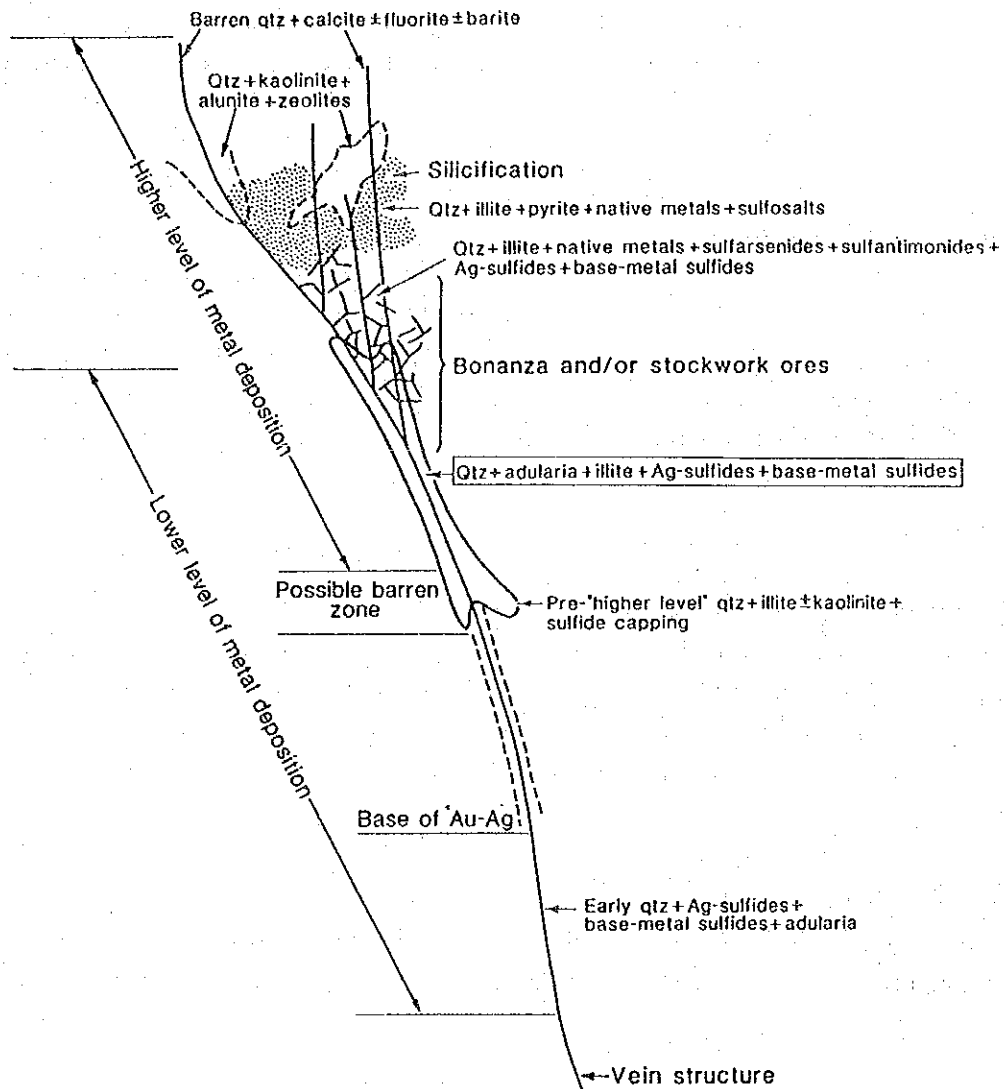 Barren qtz + calcite ± fluorite ± barite
Qtz + kaolinite +
alunite + zeolites
Silicification
Qtz + illite + pyrite + native metals + sulfosalts
Qtz + illite + native metals + sulfarsenides + sulfantimonides +
Ag-sulfides + base-metal sulfides
Higher level of metal deposition
Bonanza and/or stockwork ores
Qtz + adularia + illite + Ag-sulfides + base-metal sulfides
Lower level of metal deposition
Possible barren
zone
Pre-"higher level" qtz + illite ± kaolinite +
sulfide capping
Base of "Au-Ag"
Early qtz + Ag-sulfides +
base-metal sulfides + adularia
Vein structure